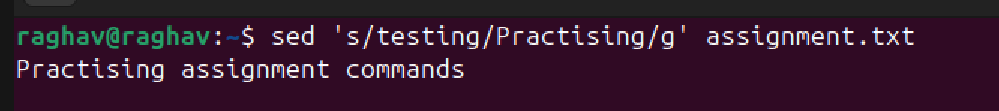 raghav@raghav:~$ sed 's/testing/Practising/g' assignment.txt
Practising assignment commands